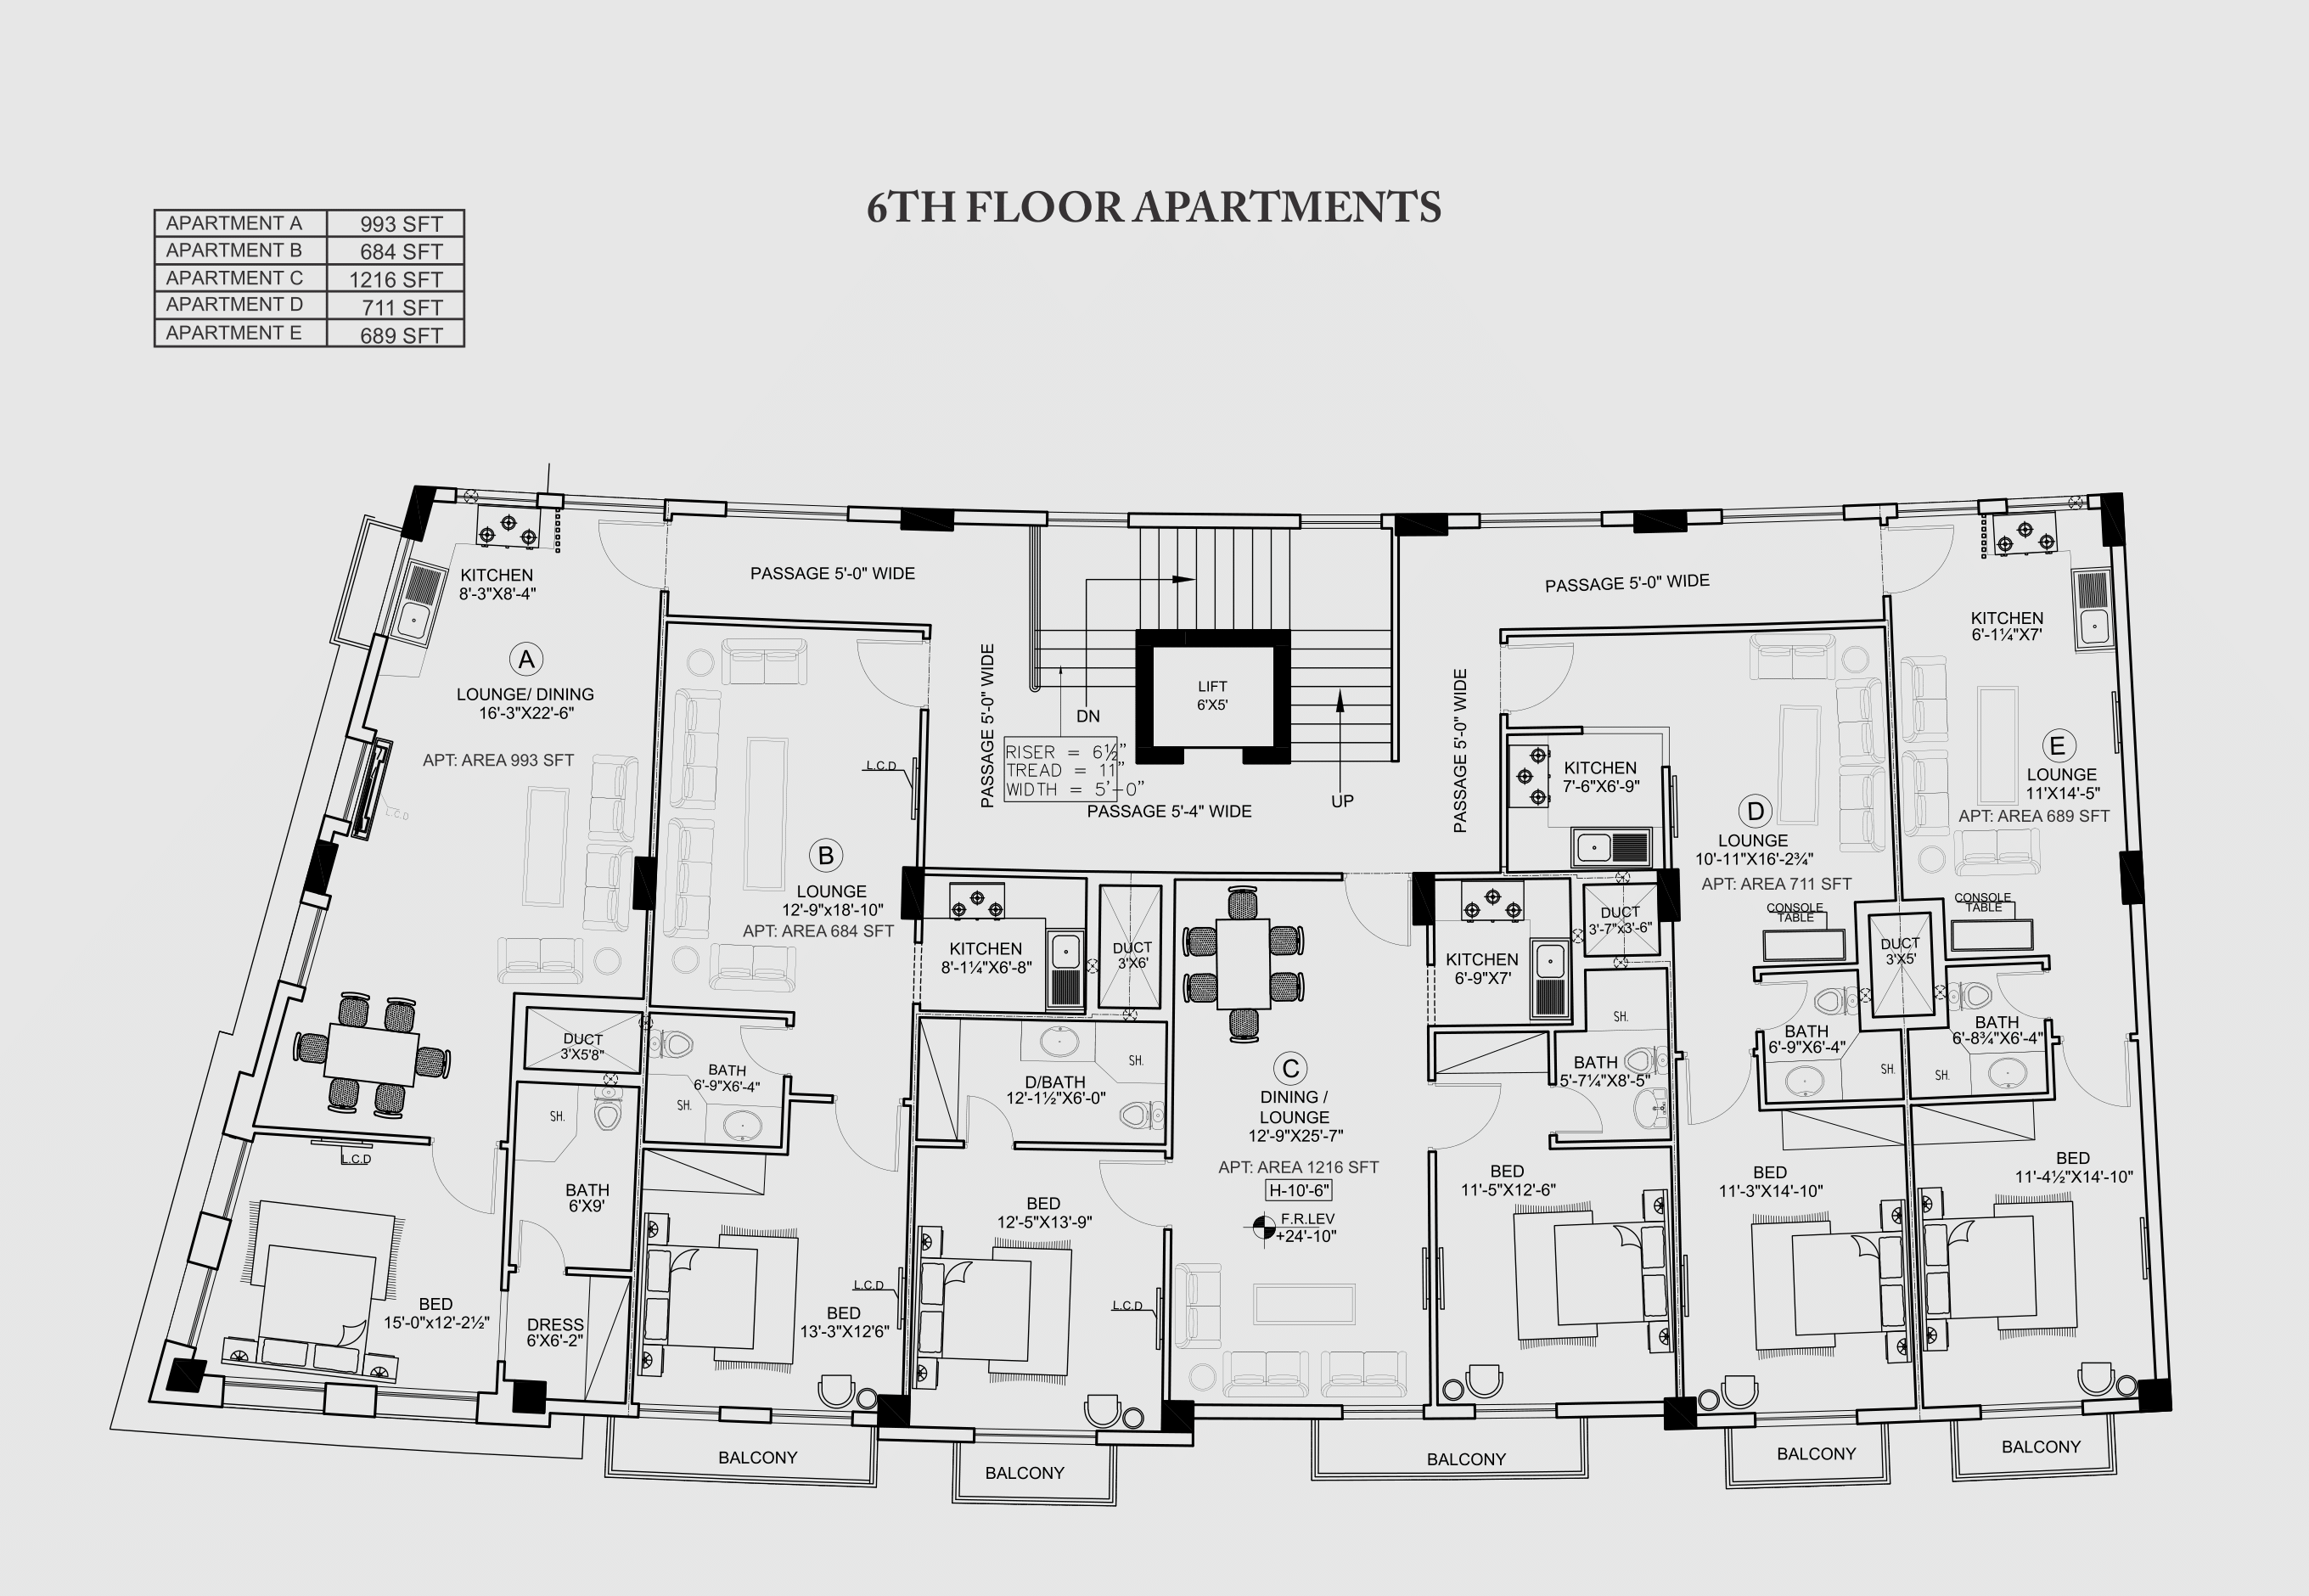 6TH FLOOR APARTMENTS
APARTMENT A 993 SFT
APARTMENT B 684 SFT
APARTMENT C 1216 SFT
APARTMENT D 711 SFT
APARTMENT E 689 SFT
KITCHEN
8'-3"X8'-4"
A
LOUNGE/ DINING
16'-3"X22'-6"
APT: AREA 993 SFT
L.C.D
DUCT
3'X5'8"
SH.
BATH
6'X9'
L.C.D
BED
15'-0"x12'-2½"
DRESS
6'X6'-2"
PASSAGE 5'-0" WIDE
B
LOUNGE
12'-9"x18'-10"
APT: AREA 684 SFT
L.C.D
BATH
6'-9"X6'-4"
SH.
L.C.D
BED
13'-3"X12'6"
BALCONY
PASSAGE 5'-0" WIDE
DN
RISER = 6½"
TREAD = 11"
WIDTH = 5'-0"
LIFT
6'X5'
UP
PASSAGE 5'-4" WIDE
PASSAGE 5'-0" WIDE
PASSAGE 5'-0" WIDE
KITCHEN
8'-1¼"X6'-8"
DUCT
3'X6'
D/BATH
12'-1½"X6'-0"
SH.
BED
12'-5"X13'-9"
L.C.D
BALCONY
C
DINING /
LOUNGE
12'-9"X25'-7"
APT: AREA 1216 SFT
H-10'-6"
F.R.LEV
+24'-10"
KITCHEN
6'-9"X7'
DUCT
3'-7"x3'-6"
SH.
BATH
5'-7¼"X8'-5"
BED
11'-5"X12'-6"
BALCONY
KITCHEN
7'-6"X6'-9"
D
LOUNGE
10'-11"X16'-2¾"
APT: AREA 711 SFT
CONSOLE
TABLE
DUCT
3'X5'
BATH
6'-9"X6'-4"
SH.
BED
11'-3"X14'-10"
BALCONY
KITCHEN
6'-1¼"X7'
E
LOUNGE
11'X14'-5"
APT: AREA 689 SFT
CONSOLE
TABLE
BATH
6'-8¾"X6'-4"
SH.
BED
11'-4½"X14'-10"
BALCONY